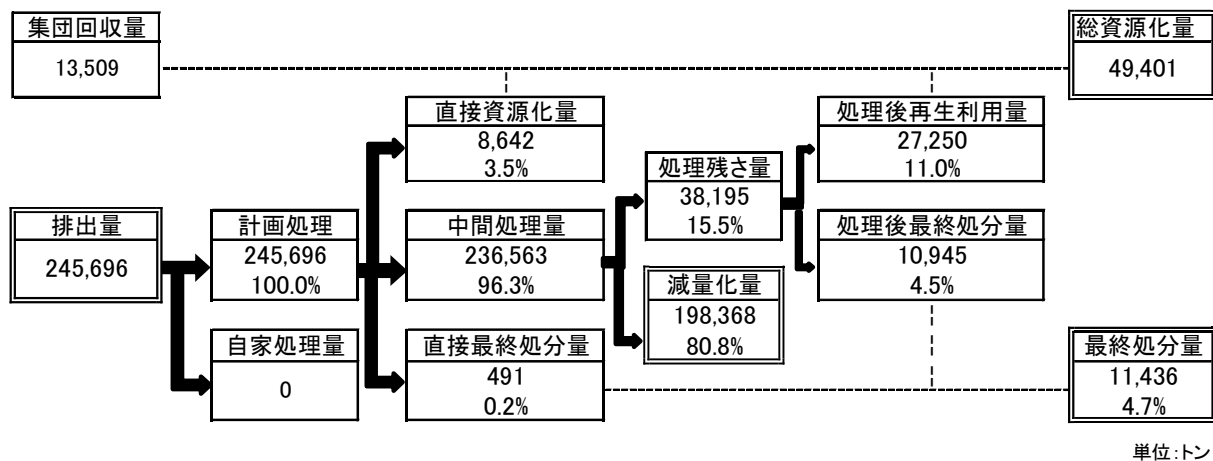 集団回収量
13,509
総資源化量
49,401
直接資源化量
8,642
3.5%
処理後再生利用量
27,250
11.0%
処理残さ量
38,195
15.5%
排出量
245,696
計画処理
245,696
100.0%
中間処理量
236,563
96.3%
処理後最終処分量
10,945
4.5%
減量化量
198,368
80.8%
自家処理量
0
直接最終処分量
491
0.2%
最終処分量
11,436
4.7%
単位:トン